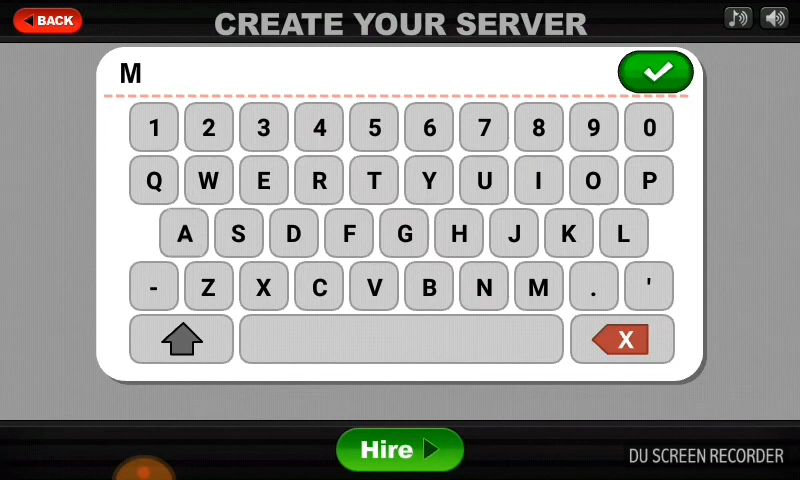 BACK
CREATE YOUR SERVER
M
1 2 3 4 5 6 7 8 9 0
Q W E R T Y U I O P
A S D F G H J K L
- Z X C V B N M . '
X
Hire
DU SCREEN RECORDER